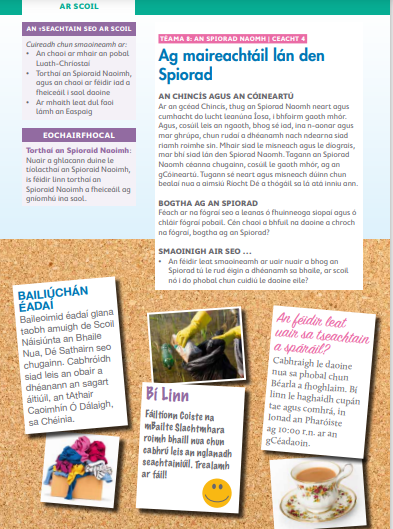 AR SCOIL
AN tSEACHTAIN SEO AR SCOIL
Cuireadh chun smaoineamh ar:
• An chaoi ar mhair an pobal
Luath-Chríostaí
• Torthaí an Spioraid Naoimh,
agus an chaoi ar féidir iad a
fheiceáil i saol daoine
• Ar mhaith leat dul faoi
lámh an Easpaig
EOCHAIRFHOCAL
Torthaí an Spioraid Naoimh:
Nuair a ghlacann duine le
tíolacthaí an Spioraid Naoimh,
is féidir linn torthaí an
Spioraid Naoimh a fheiceáil ag
gníomhú ina saol.
TÉAMA 8: AN SPIORAD NAOMH | CEACHT 4
Ag maireachtáil lán den
Spiorad
AN CHINCÍS AGUS AN CÓINEARTÚ
Ar an gcéad Chincís, thug an Spiorad Naomh neart agus
cumhacht do lucht leanúna Íosa, i bhfoirm gaoth mhór.
Agus, cosúil leis an ngaoth, bhog sé iad, ina n-aonar agus
mar ghrúpa, chun rudaí a dhéanamh nach ndearna siad
riamh roimhe sin. Mhair siad le misneach agus le díograis,
mar bhí siad lán den Spiorad Naomh. Tagann an Spiorad
Naomh céanna chugainn, cosúil le gaoth mhór, ag an
gCóineartú. Tugann sé neart agus misneach dúinn chun
bealaí nua a aimsiú Ríocht Dé a thógáil sa lá atá inniu ann.
BOGTHA AG AN SPIORAD
Féach ar na fógraí seo a leanas ó fhuinneoga siopaí agus ó
chláir fógraí pobail. Cén chaoi a bhfuil na daoine a chroch
na fógraí, bogtha ag an Spiorad?
SMAOINIGH AIR SEO ...
• An féidir leat smaoineamh ar uair nuair a bhog an
Spiorad tú le rud éigin a dhéanamh sa bhaile, ar scoil
nó i do phobal chun cuidiú le daoine eile?
BAILIÚCHÁN
ÉADAÍ
Baileoimid éadaí glana
taobh amuigh de Scoil
Náisiúnta an Bhaile
Nua, Dé Sathairn seo
chugainn. Cabhróidh
siad leis an obair a
dhéanann an sagart
áitiúil, an tAthair
Caoimhín Ó Dálaigh,
sa Chéinia.
Bí Linn
Fáiltíonn Coiste na
mBailte Slachtmhara
roimh bhaill nua chun
cabhrú leis an nglanadh
seachtainiúil. Trealamh
ar fáil!
An féidir leat
uair sa tseachtain
a spáráil?
Cabhraigh le daoine
nua sa phobal chun
Béarla a fhoghlaim. Bí
linn le haghaidh cupán
tae agus comhrá, in
Ionad an Pharóiste
ag 10:00 r.n. ar an
gCéadaoin.